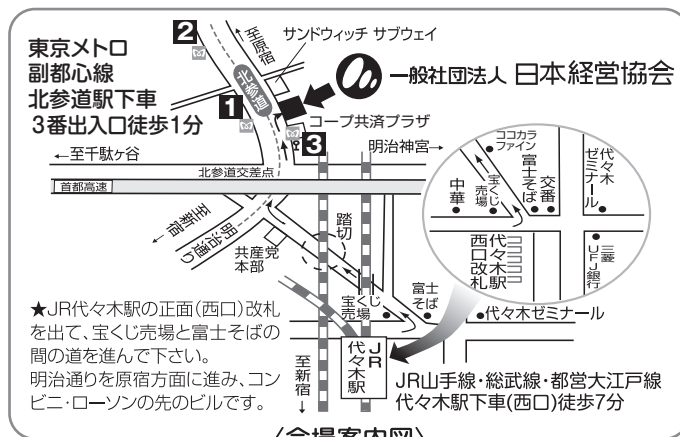 東京メトロ
副都心線
北参道駅下車
3番出入口徒歩1分
2
至原宿
サンドウィッチ サブウェイ
北参道
一般社団法人 日本経営協会
1
3
コープ共済プラザ
←至千駄ヶ谷
明治神宮→
北参道交差点
首都高速
至新宿
明治通り
共産党
本部
踏切
ココカラ
ファイン
中華
宝くじ
売場
富士そば
交番
代々木
ゼミナール
代々木駅
西口改札
三菱
UFJ銀行
★JR代々木駅の正面(西口)改札
を出て、宝くじ売場と富士そばの
間の道を進んで下さい。
明治通りを原宿方面に進み、コン
ビニ・ローソンの先のビルです。
宝くじ
売場
富士
そば
代々木ゼミナール
至新宿
JR
代々木駅
JR山手線・総武線・都営大江戸線
代々木駅下車(西口)徒歩7分
〈会場案内図〉